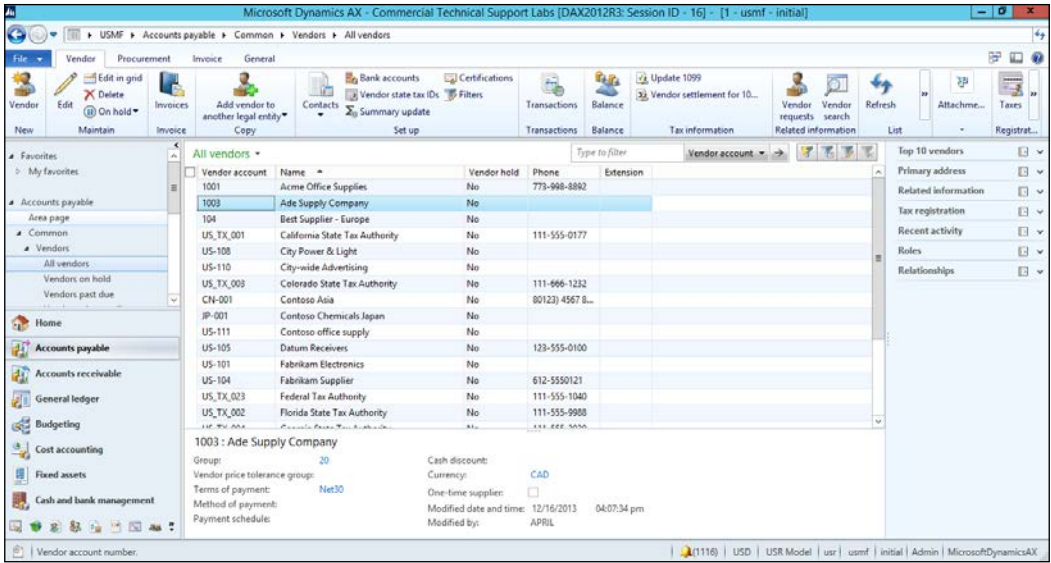 Microsoft Dynamics AX - Commercial Technical Support Labs [DAX2012R3: Session ID - 16] - [1 - usmf - initial]
USMF ▸ Accounts payable ▸ Common ▸ Vendors ▸ All vendors
File Vendor Procurement Invoice General
Edit in grid Bank accounts Certifications Update 1099
Delete Vendor state tax IDs Filters Vendor settlement for 10...
Vendor Edit On hold Invoices Add vendor to another legal entity Contacts Summary update Transactions Balance Vendor requests Vendor search Refresh Attachme... Taxes
New Maintain Invoice Copy Set up Transactions Balance Tax information Related information List Registrat...
Favorites
My favorites
Accounts payable
Area page
Common
Vendors
All vendors
Vendors on hold
Vendors past due
Home
Accounts payable
Accounts receivable
General ledger
Budgeting
Cost accounting
Fixed assets
Cash and bank management
All vendors Type to filter Vendor account
Vendor account Name Vendor hold Phone Extension
1001 Acme Office Supplies No 773-998-8892
1003 Ade Supply Company No
104 Best Supplier - Europe No
US_TX_001 California State Tax Authority No 111-555-0177
US-108 City Power & Light No
US-110 City-wide Advertising No
US_TX_003 Colorado State Tax Authority No 111-666-1232
CN-001 Contoso Asia No 80123) 4567 8...
JP-001 Contoso Chemicals Japan No
US-111 Contoso office supply No
US-105 Datum Receivers No 123-555-0100
US-101 Fabrikam Electronics No
US-104 Fabrikam Supplier No 612-5550121
US_TX_023 Federal Tax Authority No 111-555-1040
US_TX_002 Florida State Tax Authority No 111-555-9988
1003 : Ade Supply Company
Group: 20 Cash discount:
Vendor price tolerance group: Currency: CAD
Terms of payment: Net30 One-time supplier:
Method of payment: Modified date and time: 12/16/2013 04:07:34 pm
Payment schedule: Modified by: APRIL
Top 10 vendors
Primary address
Related information
Tax registration
Recent activity
Roles
Relationships
Vendor account number. (1116) USD USR Model usr usmf initial Admin MicrosoftDynamicsAX